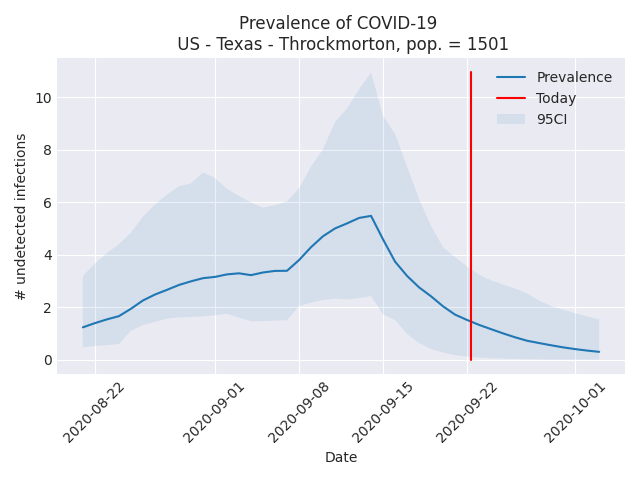 Prevalence of COVID-19
US - Texas - Throckmorton, pop. = 1501
Prevalence
Today
95CI
# undetected infections
10
8
6
4
2
0
2020-08-22
2020-09-01
2020-09-08
2020-09-15
2020-09-22
2020-10-01
Date